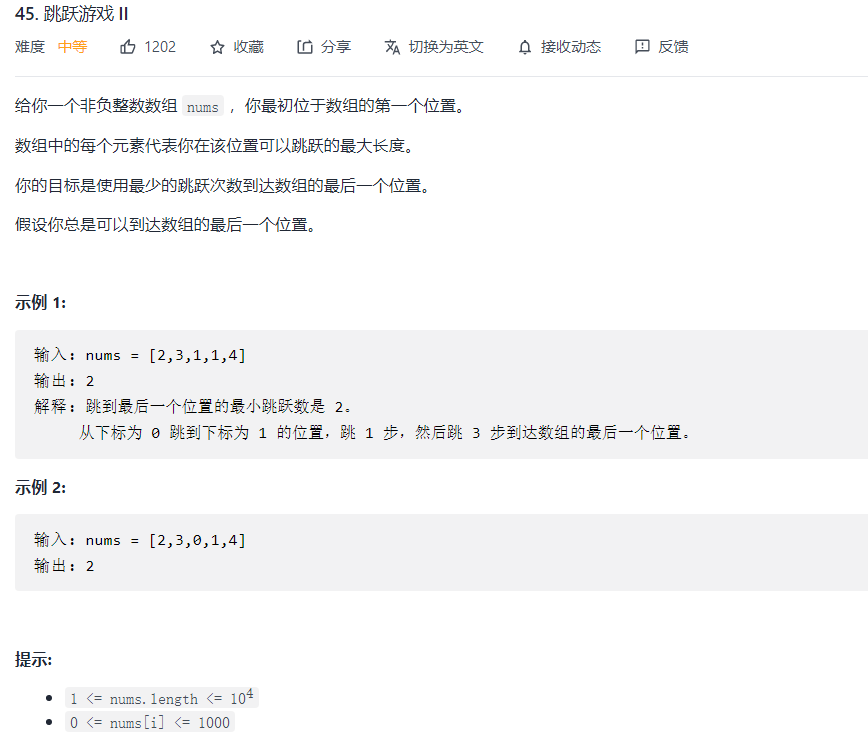 45. 跳跃游戏 II
难度 中等 1202 收藏 分享 切换为英文 接收动态 反馈
给你一个非负整数数组 nums ，你最初位于数组的第一个位置。
数组中的每个元素代表你在该位置可以跳跃的最大长度。
你的目标是使用最少的跳跃次数到达数组的最后一个位置。
假设你总是可以到达数组的最后一个位置。
示例 1:
输入: nums = [2,3,1,1,4]
输出: 2
解释: 跳到最后一个位置的最小跳跃数是 2。
从下标为 0 跳到下标为 1 的位置，跳 1 步，然后跳 3 步到达数组的最后一个位置。
示例 2:
输入: nums = [2,3,0,1,4]
输出: 2
提示:
1 <= nums.length <= 10⁴
0 <= nums[i] <= 1000